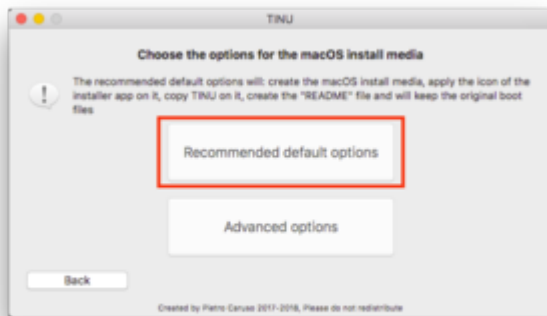 TINU
Choose the options for the macOS install media
The recommended default options will: create the macOS install media, apply the icon of the
installer app on it, copy TINU on it, create the "README" file and will keep the original boot
files
Recommended default options
Advanced options
Back
Created by Pietro Caruso 2017-2018, Please do not redistribute